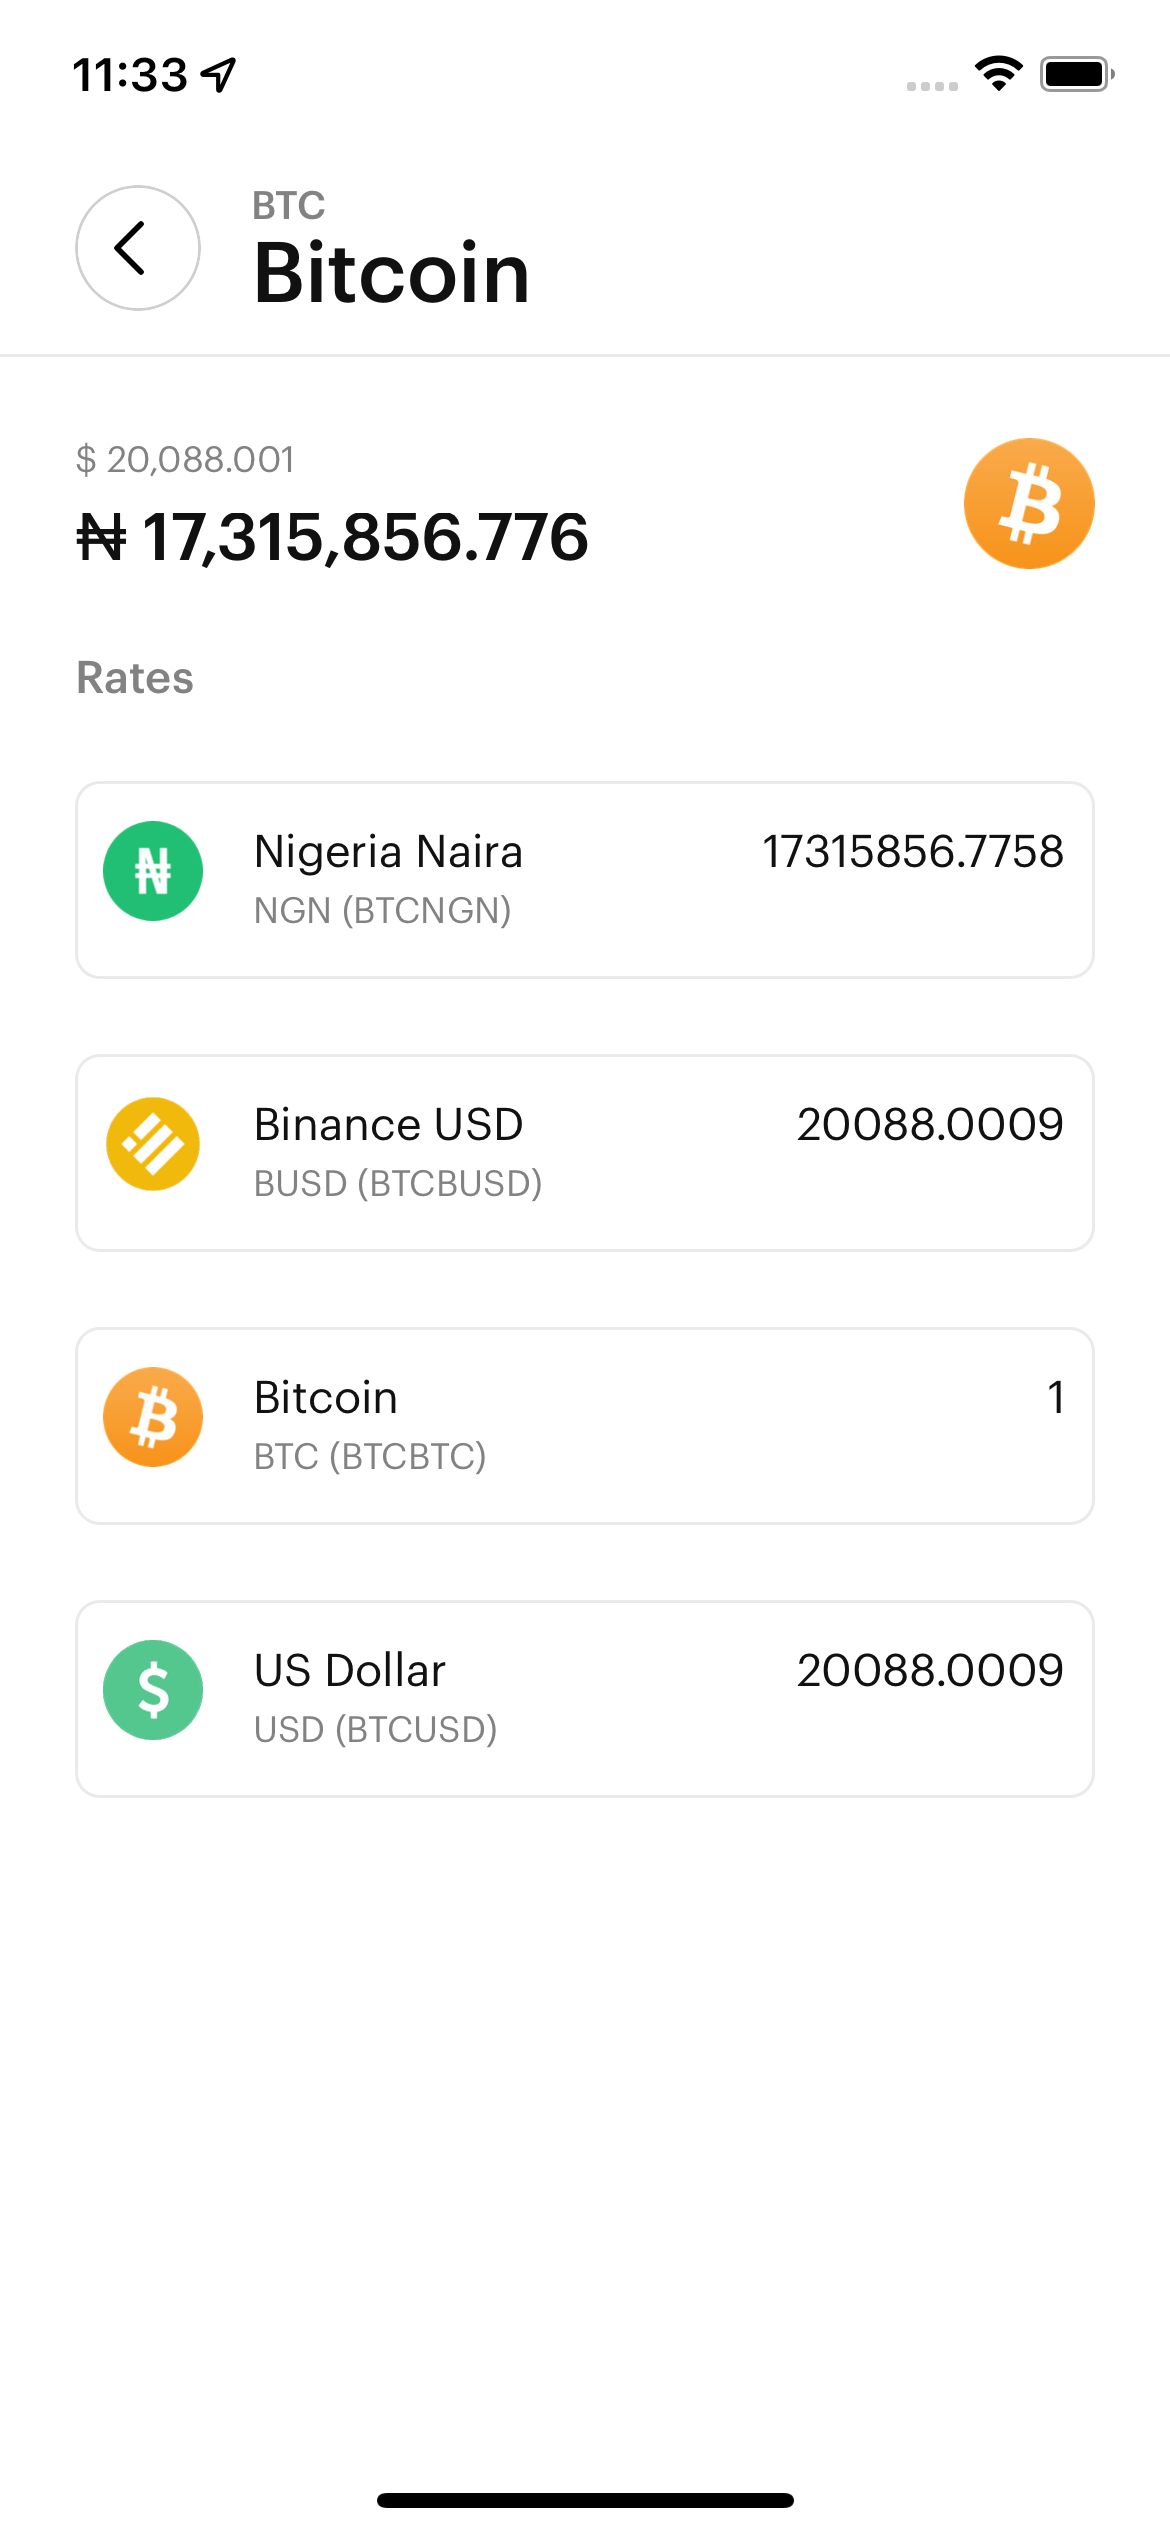 11:33
BTC
Bitcoin
$ 20,088.001
₦ 17,315,856.776
Rates
Nigeria Naira 17315856.7758
NGN (BTCNGN)
Binance USD 20088.0009
BUSD (BTCBUSD)
Bitcoin 1
BTC (BTCBTC)
US Dollar 20088.0009
USD (BTCUSD)